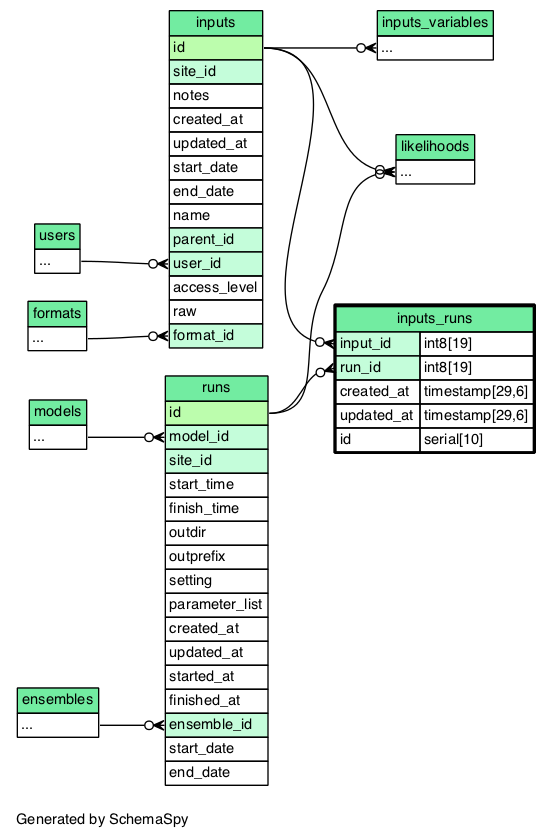 inputs
id
site_id
notes
created_at
updated_at
start_date
end_date
name
parent_id
user_id
access_level
raw
format_id
inputs_variables
...
likelihoods
...
users
...
formats
...
inputs_runs
input_id int8[19]
run_id int8[19]
created_at timestamp[29,6]
updated_at timestamp[29,6]
id serial[10]
runs
id
model_id
site_id
start_time
finish_time
outdir
outprefix
setting
parameter_list
created_at
updated_at
started_at
finished_at
ensemble_id
start_date
end_date
models
...
ensembles
...
Generated by SchemaSpy